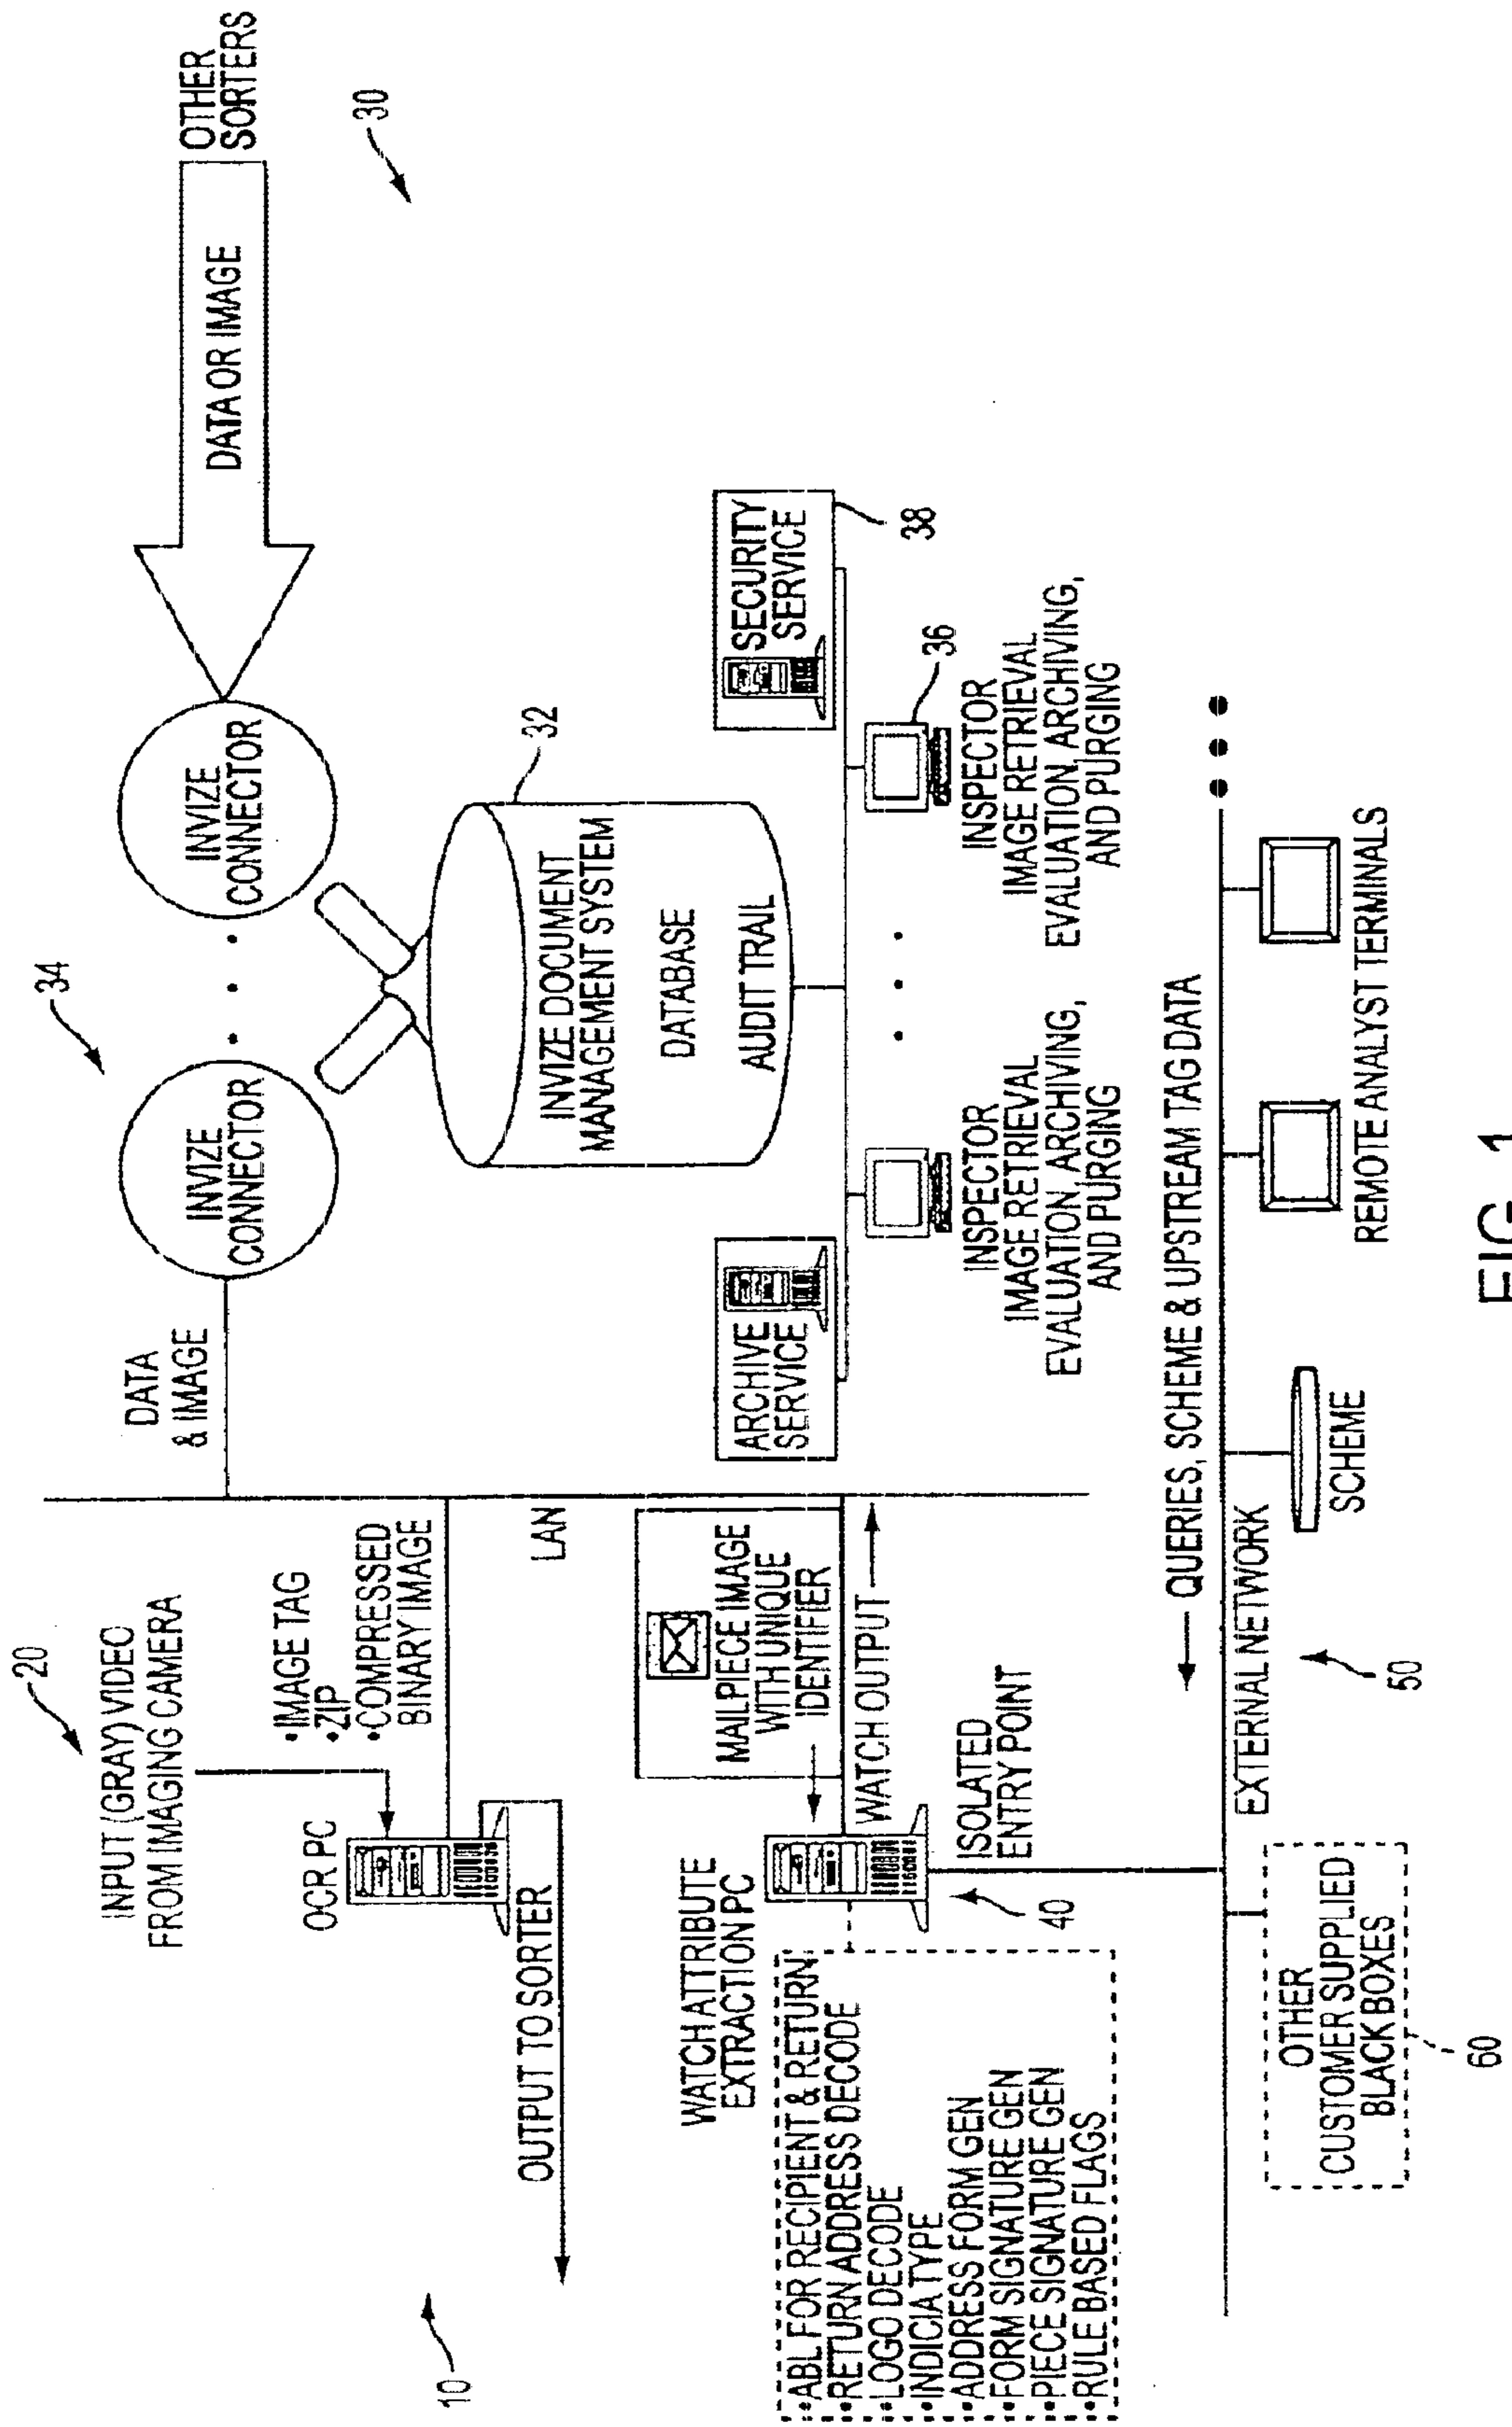 10
20
INPUT (GRAY) VIDEO
FROM IMAGING CAMERA
OCR PC
•IMAGE TAG
•ZIP
•COMPRESSED
BINARY IMAGE
OUTPUT TO SORTER
LAN
DATA
& IMAGE
34
INVIZE
CONNECTOR
INVIZE
CONNECTOR
DATA OR IMAGE
OTHER
SORTERS
30
32
INVIZE DOCUMENT
MANAGEMENT SYSTEM
DATABASE
AUDIT TRAIL
ARCHIVE
SERVICE
SECURITY
SERVICE
38
36
INSPECTOR
IMAGE RETRIEVAL
EVALUATION, ARCHIVING,
AND PURGING
INSPECTOR
IMAGE RETRIEVAL
EVALUATION, ARCHIVING,
AND PURGING
MAILPIECE IMAGE
WITH UNIQUE
IDENTIFIER
WATCH OUTPUT
WATCH ATTRIBUTE
EXTRACTION PC
40
ISOLATED
ENTRY POINT
•ABL FOR RECIPIENT & RETURN
•RETURN ADDRESS DECODE
•LOGO DECODE
•INDICIA TYPE
•ADDRESS FORM GEN
•FORM SIGNATURE GEN
•PIECE SIGNATURE GEN
•RULE BASED FLAGS
QUERIES, SCHEME & UPSTREAM TAG DATA
EXTERNAL NETWORK
50
OTHER
CUSTOMER SUPPLIED
BLACK BOXES
60
SCHEME
REMOTE ANALYST TERMINALS
FIG. 1